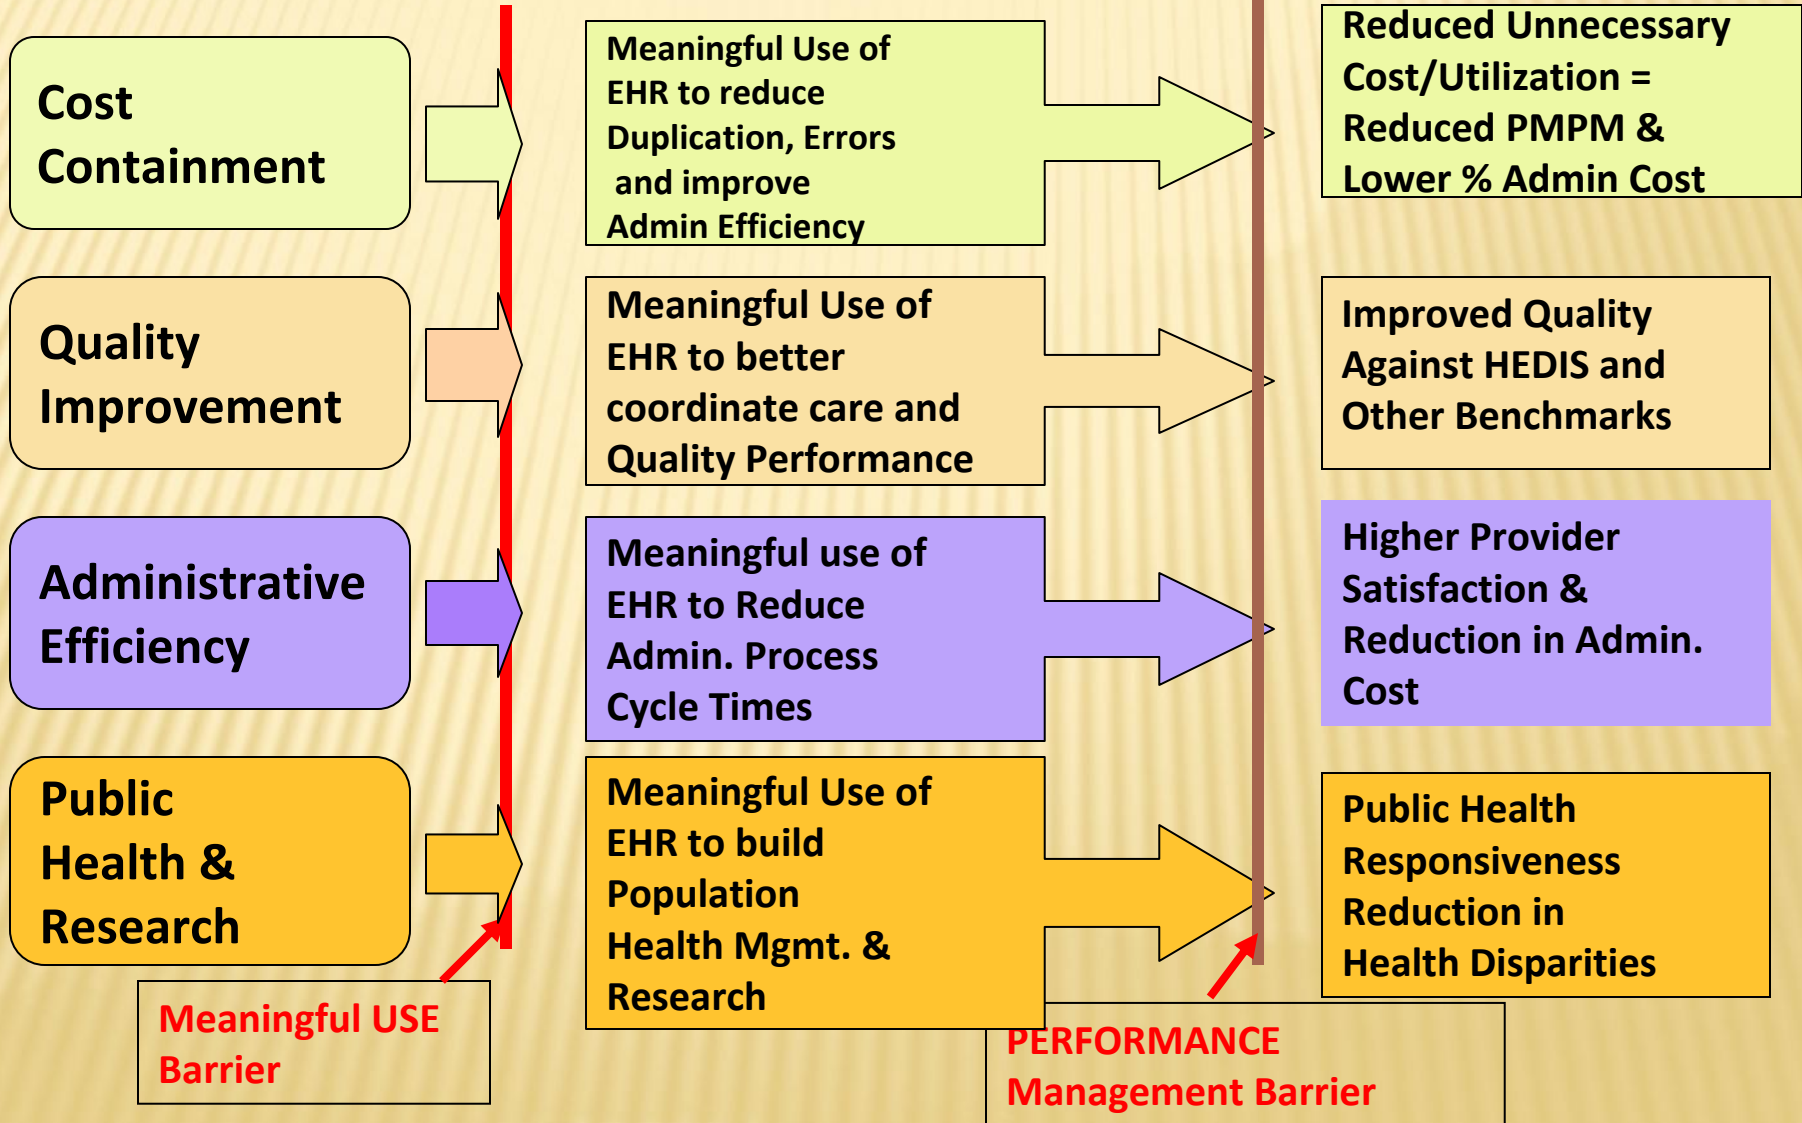 Cost
Containment
Meaningful Use of
EHR to reduce
Duplication, Errors
and improve
Admin Efficiency
Reduced Unnecessary
Cost/Utilization =
Reduced PMPM &
Lower % Admin Cost
Quality
Improvement
Meaningful Use of
EHR to better
coordinate care and
Quality Performance
Improved Quality
Against HEDIS and
Other Benchmarks
Administrative
Efficiency
Meaningful use of
EHR to Reduce
Admin. Process
Cycle Times
Higher Provider
Satisfaction &
Reduction in Admin.
Cost
Public
Health &
Research
Meaningful Use of
EHR to build
Population
Health Mgmt. &
Research
Public Health
Responsiveness
Reduction in
Health Disparities
Meaningful USE
Barrier
PERFORMANCE
Management Barrier